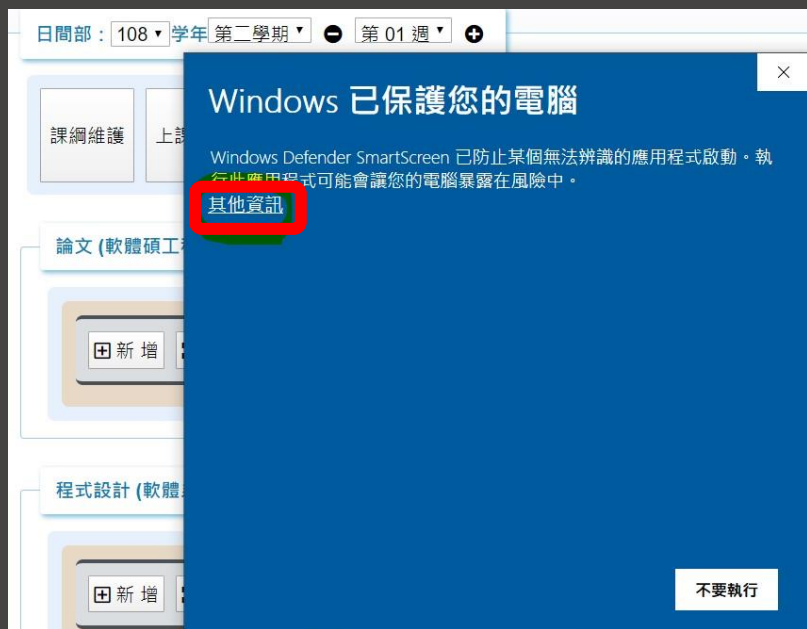 日間部：108 学年 第二學期 第 01 週
Windows 已保護您的電腦
課綱維護
Windows Defender SmartScreen 已防止某個無法辨識的應用程式啟動。執
行此應用程式可能會讓您的電腦暴露在風險中。
其他資訊
論文 (軟體碩工
新 增
程式設計 (軟體
新 增
不要執行